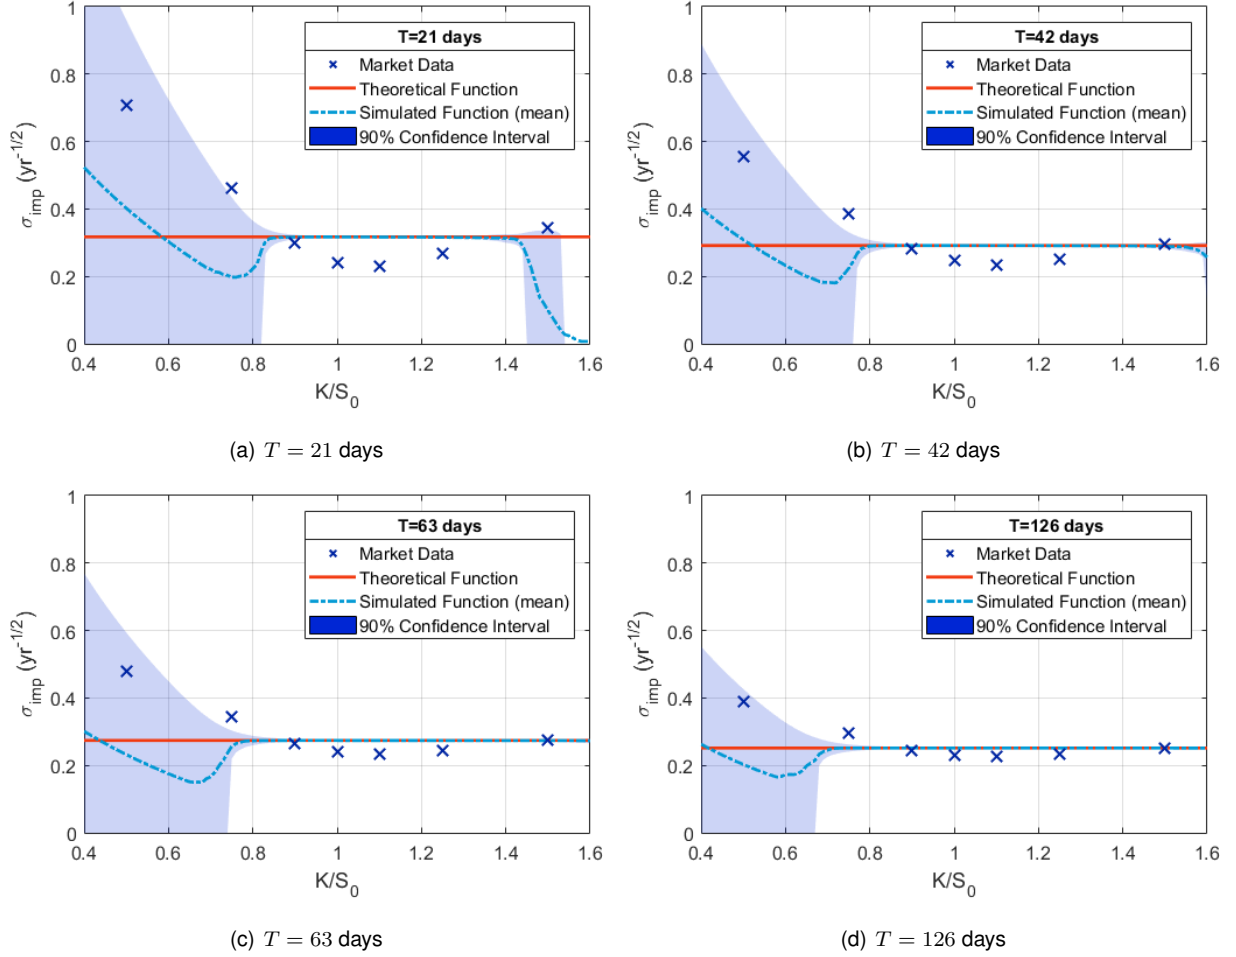 T=21 days
Market Data
Theoretical Function
Simulated Function (mean)
90% Confidence Interval
1
0.8
0.6
0.4
0.2
0
σimp (yr-1/2)
0.4 0.6 0.8 1 1.2 1.4 1.6
K/S0
(a) T = 21 days
T=42 days
Market Data
Theoretical Function
Simulated Function (mean)
90% Confidence Interval
1
0.8
0.6
0.4
0.2
0
σimp (yr-1/2)
0.4 0.6 0.8 1 1.2 1.4 1.6
K/S0
(b) T = 42 days
T=63 days
Market Data
Theoretical Function
Simulated Function (mean)
90% Confidence Interval
1
0.8
0.6
0.4
0.2
0
σimp (yr-1/2)
0.4 0.6 0.8 1 1.2 1.4 1.6
K/S0
(c) T = 63 days
T=126 days
Market Data
Theoretical Function
Simulated Function (mean)
90% Confidence Interval
1
0.8
0.6
0.4
0.2
0
σimp (yr-1/2)
0.4 0.6 0.8 1 1.2 1.4 1.6
K/S0
(d) T = 126 days